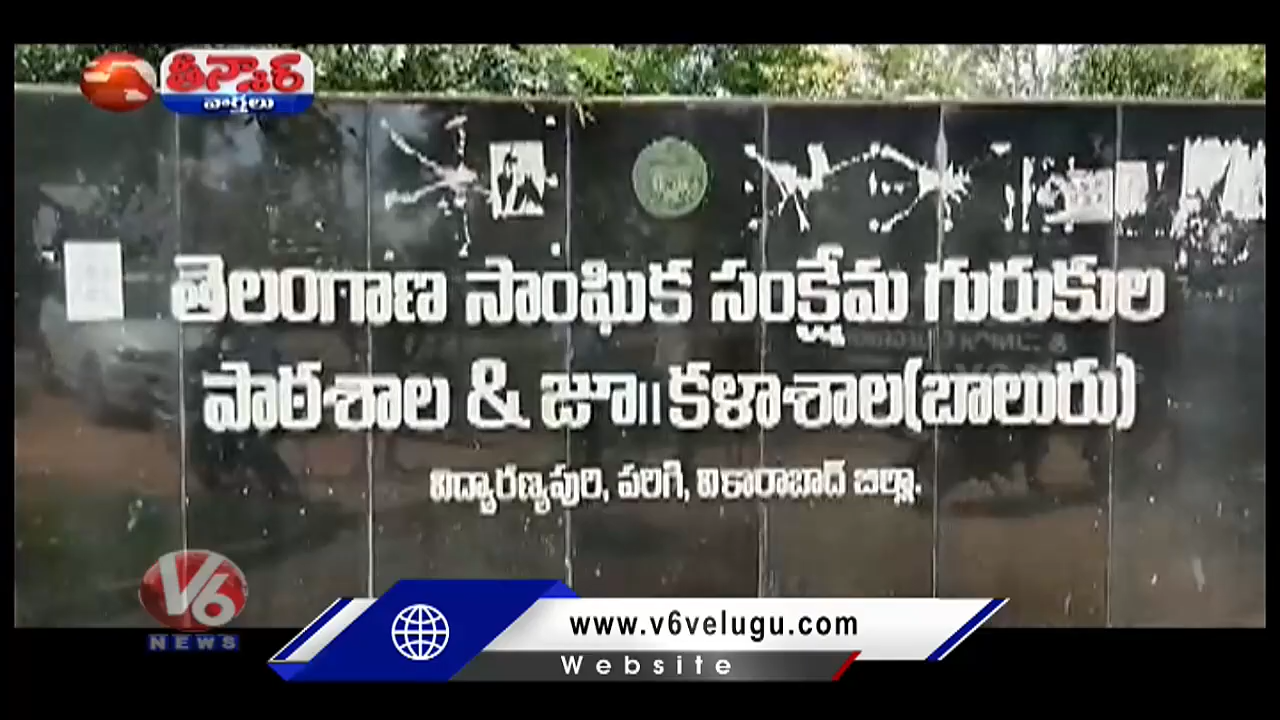 తీన్మార్
వార్తలు
తెలంగాణ సాంఘిక సంక్షేమ గురుకుల
పాఠశాల & జూ॥కళాశాల(బాలురు)
విద్యారణ్యపురి, పరిగి, వికారాబాద్ జిల్లా.
V6
NEWS
www.v6velugu.com
Website